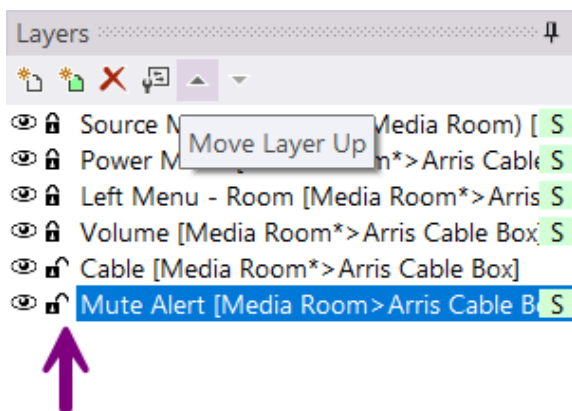 Layers
Source M Media Room) [ S
Move Layer Up
Power M m*>Arris Cable S
Left Menu - Room [Media Room*>Arris S
Volume [Media Room*>Arris Cable Box] S
Cable [Media Room*>Arris Cable Box]
Mute Alert [Media Room>Arris Cable B S